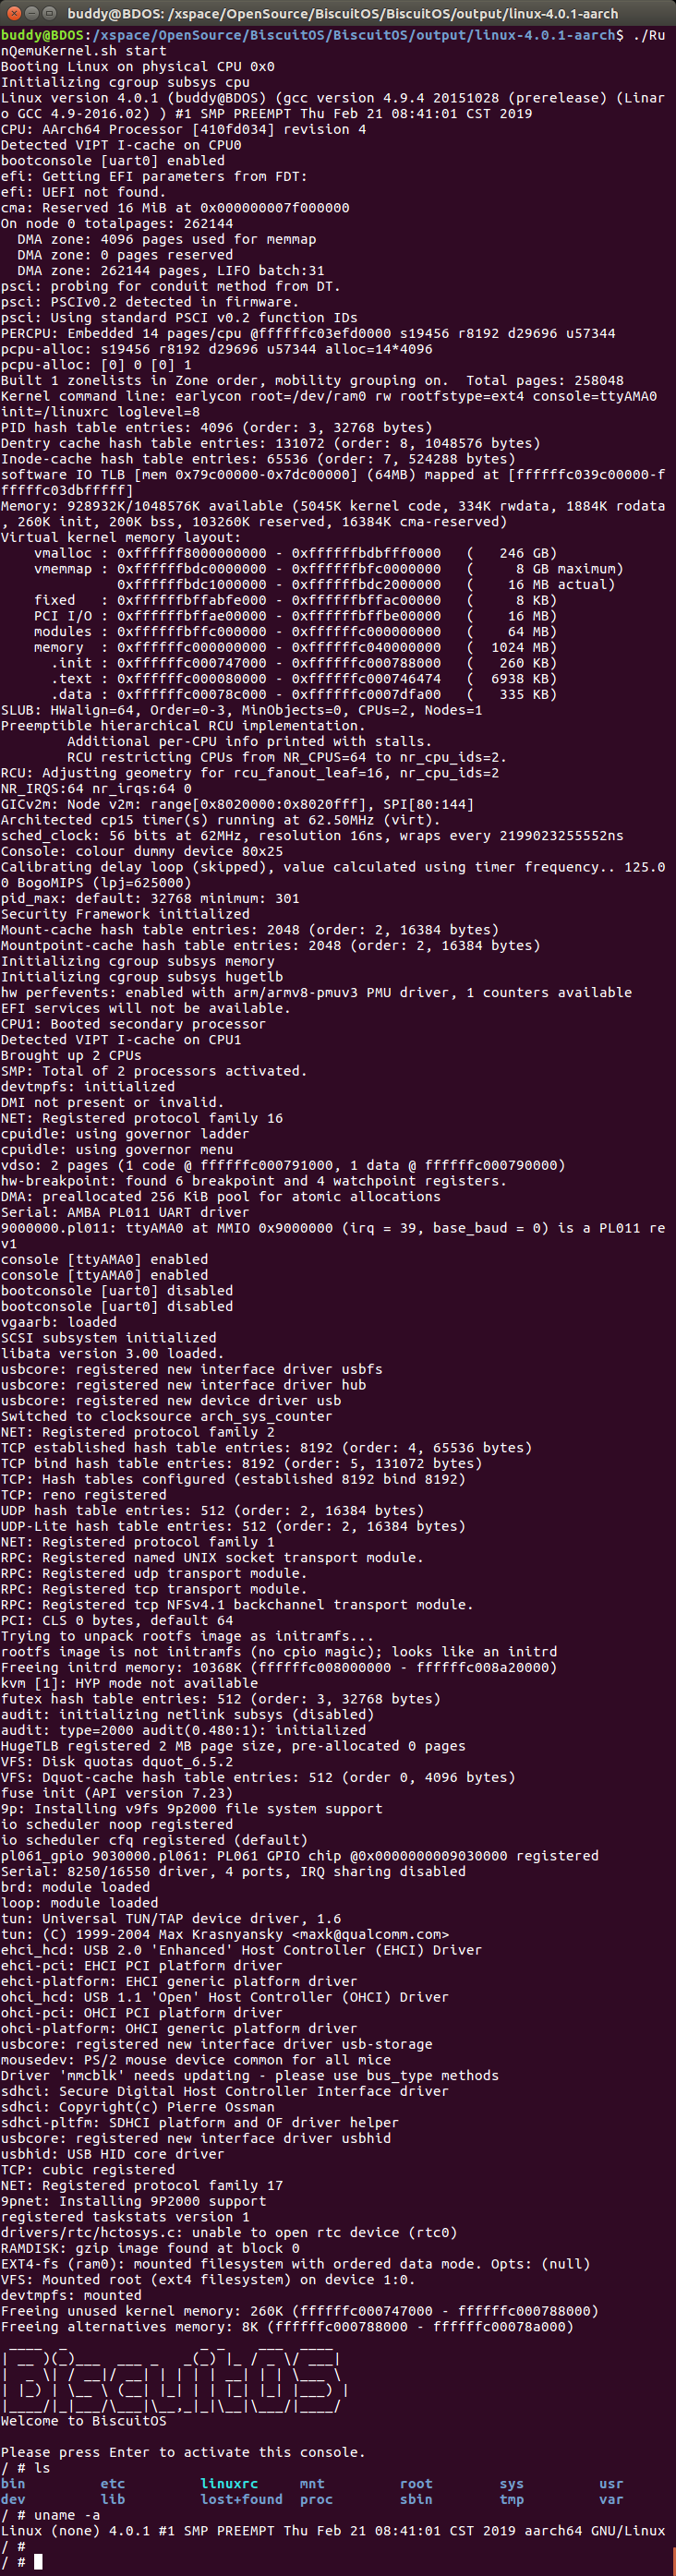 buddy@BDOS: /xspace/OpenSource/BiscuitOS/BiscuitOS/output/linux-4.0.1-aarch
buddy@BDOS:/xspace/OpenSource/BiscuitOS/BiscuitOS/output/linux-4.0.1-aarch$ ./Ru
nQemuKernel.sh start
Booting Linux on physical CPU 0x0
Initializing cgroup subsys cpu
Linux version 4.0.1 (buddy@BDOS) (gcc version 4.9.4 20151028 (prerelease) (Linar
o GCC 4.9-2016.02) ) #1 SMP PREEMPT Thu Feb 21 08:41:01 CST 2019
CPU: AArch64 Processor [410fd034] revision 4
Detected VIPT I-cache on CPU0
bootconsole [uart0] enabled
efi: Getting EFI parameters from FDT:
efi: UEFI not found.
cma: Reserved 16 MiB at 0x000000007f000000
On node 0 totalpages: 262144
  DMA zone: 4096 pages used for memmap
  DMA zone: 0 pages reserved
  DMA zone: 262144 pages, LIFO batch:31
psci: probing for conduit method from DT.
psci: PSCIv0.2 detected in firmware.
psci: Using standard PSCI v0.2 function IDs
PERCPU: Embedded 14 pages/cpu @ffffffc03efd0000 s19456 r8192 d29696 u57344
pcpu-alloc: s19456 r8192 d29696 u57344 alloc=14*4096
pcpu-alloc: [0] 0 [0] 1
Built 1 zonelists in Zone order, mobility grouping on.  Total pages: 258048
Kernel command line: earlycon root=/dev/ram0 rw rootfstype=ext4 console=ttyAMA0
init=/linuxrc loglevel=8
PID hash table entries: 4096 (order: 3, 32768 bytes)
Dentry cache hash table entries: 131072 (order: 8, 1048576 bytes)
Inode-cache hash table entries: 65536 (order: 7, 524288 bytes)
software IO TLB [mem 0x79c00000-0x7dc00000] (64MB) mapped at [ffffffc039c00000-f
fffffc03dbfffff]
Memory: 928932K/1048576K available (5045K kernel code, 334K rwdata, 1884K rodata
, 260K init, 200K bss, 103260K reserved, 16384K cma-reserved)
Virtual kernel memory layout:
    vmalloc : 0xffffff8000000000 - 0xffffffbdbfff0000   (   246 GB)
    vmemmap : 0xffffffbdc0000000 - 0xffffffbfc0000000   (     8 GB maximum)
              0xffffffbdc1000000 - 0xffffffbdc2000000   (    16 MB actual)
    fixed   : 0xffffffbffabfe000 - 0xffffffbffac00000   (     8 KB)
    PCI I/O : 0xffffffbffae00000 - 0xffffffbffbe00000   (    16 MB)
    modules : 0xffffffbffc000000 - 0xffffffc000000000   (    64 MB)
    memory  : 0xffffffc000000000 - 0xffffffc040000000   (  1024 MB)
      .init : 0xffffffc000747000 - 0xffffffc000788000   (   260 KB)
      .text : 0xffffffc000080000 - 0xffffffc000746474   (  6938 KB)
      .data : 0xffffffc00078c000 - 0xffffffc0007dfa00   (   335 KB)
SLUB: HWalign=64, Order=0-3, MinObjects=0, CPUs=2, Nodes=1
Preemptible hierarchical RCU implementation.
        Additional per-CPU info printed with stalls.
        RCU restricting CPUs from NR_CPUS=64 to nr_cpu_ids=2.
RCU: Adjusting geometry for rcu_fanout_leaf=16, nr_cpu_ids=2
NR_IRQS:64 nr_irqs:64 0
GICv2m: Node v2m: range[0x8020000:0x8020fff], SPI[80:144]
Architected cp15 timer(s) running at 62.50MHz (virt).
sched_clock: 56 bits at 62MHz, resolution 16ns, wraps every 2199023255552ns
Console: colour dummy device 80x25
Calibrating delay loop (skipped), value calculated using timer frequency.. 125.0
0 BogoMIPS (lpj=625000)
pid_max: default: 32768 minimum: 301
Security Framework initialized
Mount-cache hash table entries: 2048 (order: 2, 16384 bytes)
Mountpoint-cache hash table entries: 2048 (order: 2, 16384 bytes)
Initializing cgroup subsys memory
Initializing cgroup subsys hugetlb
hw perfevents: enabled with arm/armv8-pmuv3 PMU driver, 1 counters available
EFI services will not be available.
CPU1: Booted secondary processor
Detected VIPT I-cache on CPU1
Brought up 2 CPUs
SMP: Total of 2 processors activated.
devtmpfs: initialized
DMI not present or invalid.
NET: Registered protocol family 16
cpuidle: using governor ladder
cpuidle: using governor menu
vdso: 2 pages (1 code @ ffffffc000791000, 1 data @ ffffffc000790000)
hw-breakpoint: found 6 breakpoint and 4 watchpoint registers.
DMA: preallocated 256 KiB pool for atomic allocations
Serial: AMBA PL011 UART driver
9000000.pl011: ttyAMA0 at MMIO 0x9000000 (irq = 39, base_baud = 0) is a PL011 re
v1
console [ttyAMA0] enabled
console [ttyAMA0] enabled
bootconsole [uart0] disabled
bootconsole [uart0] disabled
vgaarb: loaded
SCSI subsystem initialized
libata version 3.00 loaded.
usbcore: registered new interface driver usbfs
usbcore: registered new interface driver hub
usbcore: registered new device driver usb
Switched to clocksource arch_sys_counter
NET: Registered protocol family 2
TCP established hash table entries: 8192 (order: 4, 65536 bytes)
TCP bind hash table entries: 8192 (order: 5, 131072 bytes)
TCP: Hash tables configured (established 8192 bind 8192)
TCP: reno registered
UDP hash table entries: 512 (order: 2, 16384 bytes)
UDP-Lite hash table entries: 512 (order: 2, 16384 bytes)
NET: Registered protocol family 1
RPC: Registered named UNIX socket transport module.
RPC: Registered udp transport module.
RPC: Registered tcp transport module.
RPC: Registered tcp NFSv4.1 backchannel transport module.
PCI: CLS 0 bytes, default 64
Trying to unpack rootfs image as initramfs...
rootfs image is not initramfs (no cpio magic); looks like an initrd
Freeing initrd memory: 10368K (ffffffc008000000 - ffffffc008a20000)
kvm [1]: HYP mode not available
futex hash table entries: 512 (order: 3, 32768 bytes)
audit: initializing netlink subsys (disabled)
audit: type=2000 audit(0.480:1): initialized
HugeTLB registered 2 MB page size, pre-allocated 0 pages
VFS: Disk quotas dquot_6.5.2
VFS: Dquot-cache hash table entries: 512 (order 0, 4096 bytes)
fuse init (API version 7.23)
9p: Installing v9fs 9p2000 file system support
io scheduler noop registered
io scheduler cfq registered (default)
pl061_gpio 9030000.pl061: PL061 GPIO chip @0x0000000009030000 registered
Serial: 8250/16550 driver, 4 ports, IRQ sharing disabled
brd: module loaded
loop: module loaded
tun: Universal TUN/TAP device driver, 1.6
tun: (C) 1999-2004 Max Krasnyansky <maxk@qualcomm.com>
ehci_hcd: USB 2.0 'Enhanced' Host Controller (EHCI) Driver
ehci-pci: EHCI PCI platform driver
ehci-platform: EHCI generic platform driver
ohci_hcd: USB 1.1 'Open' Host Controller (OHCI) Driver
ohci-pci: OHCI PCI platform driver
ohci-platform: OHCI generic platform driver
usbcore: registered new interface driver usb-storage
mousedev: PS/2 mouse device common for all mice
Driver 'mmcblk' needs updating - please use bus_type methods
sdhci: Secure Digital Host Controller Interface driver
sdhci: Copyright(c) Pierre Ossman
sdhci-pltfm: SDHCI platform and OF driver helper
usbcore: registered new interface driver usbhid
usbhid: USB HID core driver
TCP: cubic registered
NET: Registered protocol family 17
9pnet: Installing 9P2000 support
registered taskstats version 1
drivers/rtc/hctosys.c: unable to open rtc device (rtc0)
RAMDISK: gzip image found at block 0
EXT4-fs (ram0): mounted filesystem with ordered data mode. Opts: (null)
VFS: Mounted root (ext4 filesystem) on device 1:0.
devtmpfs: mounted
Freeing unused kernel memory: 260K (ffffffc000747000 - ffffffc000788000)
Freeing alternatives memory: 8K (ffffffc000788000 - ffffffc00078a000)
BiscuitOS
Welcome to BiscuitOS
Please press Enter to activate this console.
/ # ls
bin         etc         linuxrc     mnt         root        sys         usr
dev         lib         lost+found  proc        sbin        tmp         var
/ # uname -a
Linux (none) 4.0.1 #1 SMP PREEMPT Thu Feb 21 08:41:01 CST 2019 aarch64 GNU/Linux
/ #
/ #